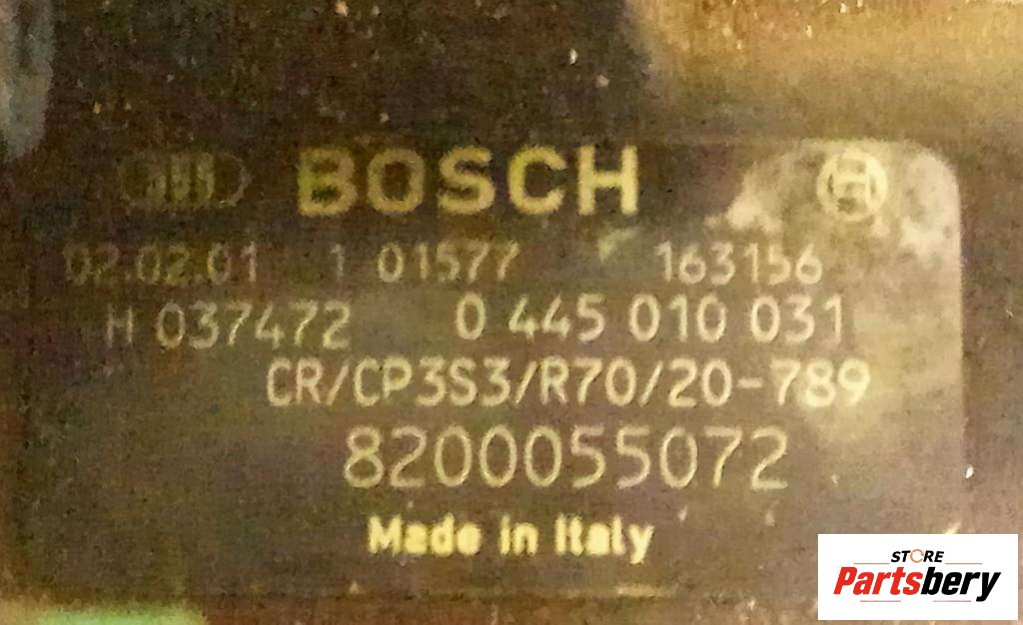 BOSCH
02.02.01 1 01577 163156
H 037472 0 445 010 031
CR/CP3S3/R70/20-789
8200055072
Made in Italy
STORE
Partsbery